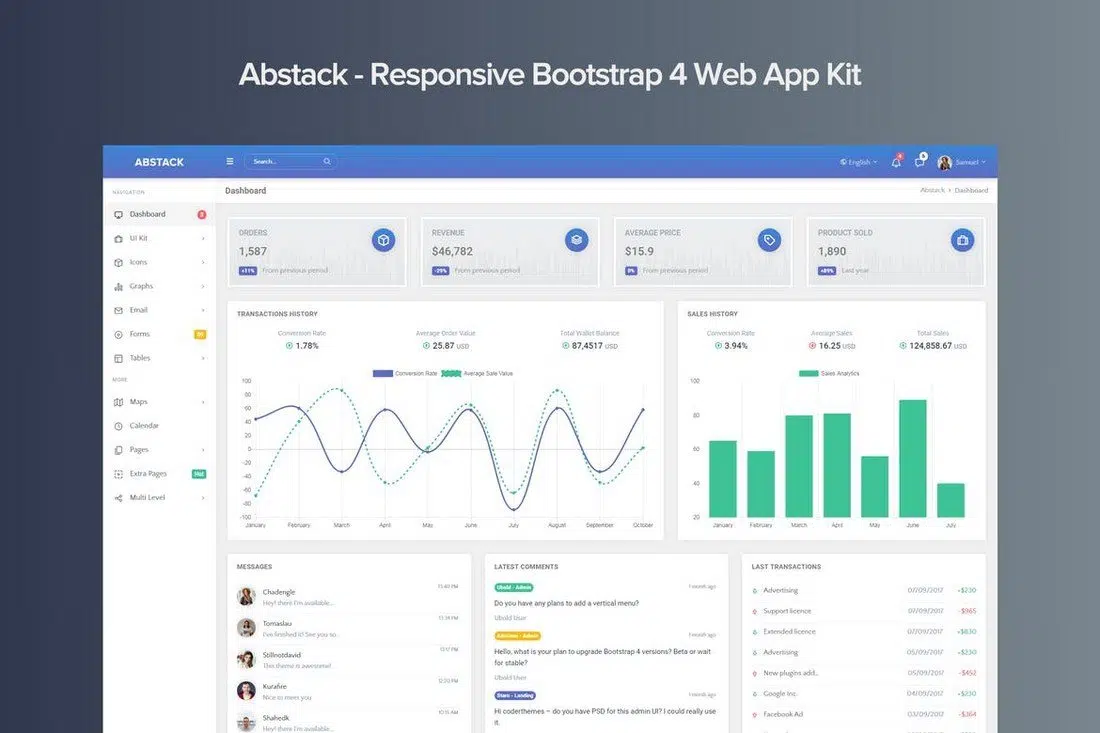 Abstack - Responsive Bootstrap 4 Web App Kit
ABSTACK
Search...
English
Samuel
NAVIGATION
Dashboard
Abstack > Dashboard
Dashboard
UI Kit
Icons
Graphs
Email
Forms
Tables
MORE
Maps
Calendar
Pages
Extra Pages
Hot
Multi Level
ORDERS
1,587
+11% From previous period
REVENUE
$46,782
-29% From previous period
AVERAGE PRICE
$15.9
0% From previous period
PRODUCT SOLD
1,890
+89% Last year
TRANSACTIONS HISTORY
Conversion Rate
1.78%
Average Order Value
25.87 USD
Total Wallet Balance
87,4517 USD
Conversion Rate
Average Sale Value
100
80
60
40
20
0
-20
-40
-60
-80
-100
January February March April May June July August September October
SALES HISTORY
Conversion Rate
3.94%
Average Sales
16.25 USD
Total Sales
124,858.67 USD
Sales Analytics
100
80
60
40
20
January February March April May June July
MESSAGES
Chadengle
13:40 PM
Hey! there I'm available...
Tomaslau
13:34 PM
I've finished it! See you so...
Stillnotdavid
13:17 PM
This theme is awesome!
Kurafire
12:20 PM
Nice to meet you
Shahedk
10:15 AM
Hey! there I'm available...
LATEST COMMENTS
Ubold - Admin
1 month ago
Do you have any plans to add a vertical menu?
Ubold User
Adminox - Admin
1 month ago
Hello, what is your plan to upgrade Bootstrap 4 versions? Beta or wait
for stable?
Ubold User
Starx - Landing
1 month ago
Hi coderthemes – do you have PSD for this admin UI? I could really use
it.
LAST TRANSACTIONS
Advertising 07/09/2017 +$230
Support licence 07/09/2017 -$965
Extended licence 07/09/2017 +$830
Advertising 05/09/2017 +$230
New plugins add.. 05/09/2017 -$452
Google Inc. 04/09/2017 +$230
Facebook Ad 03/09/2017 -$364